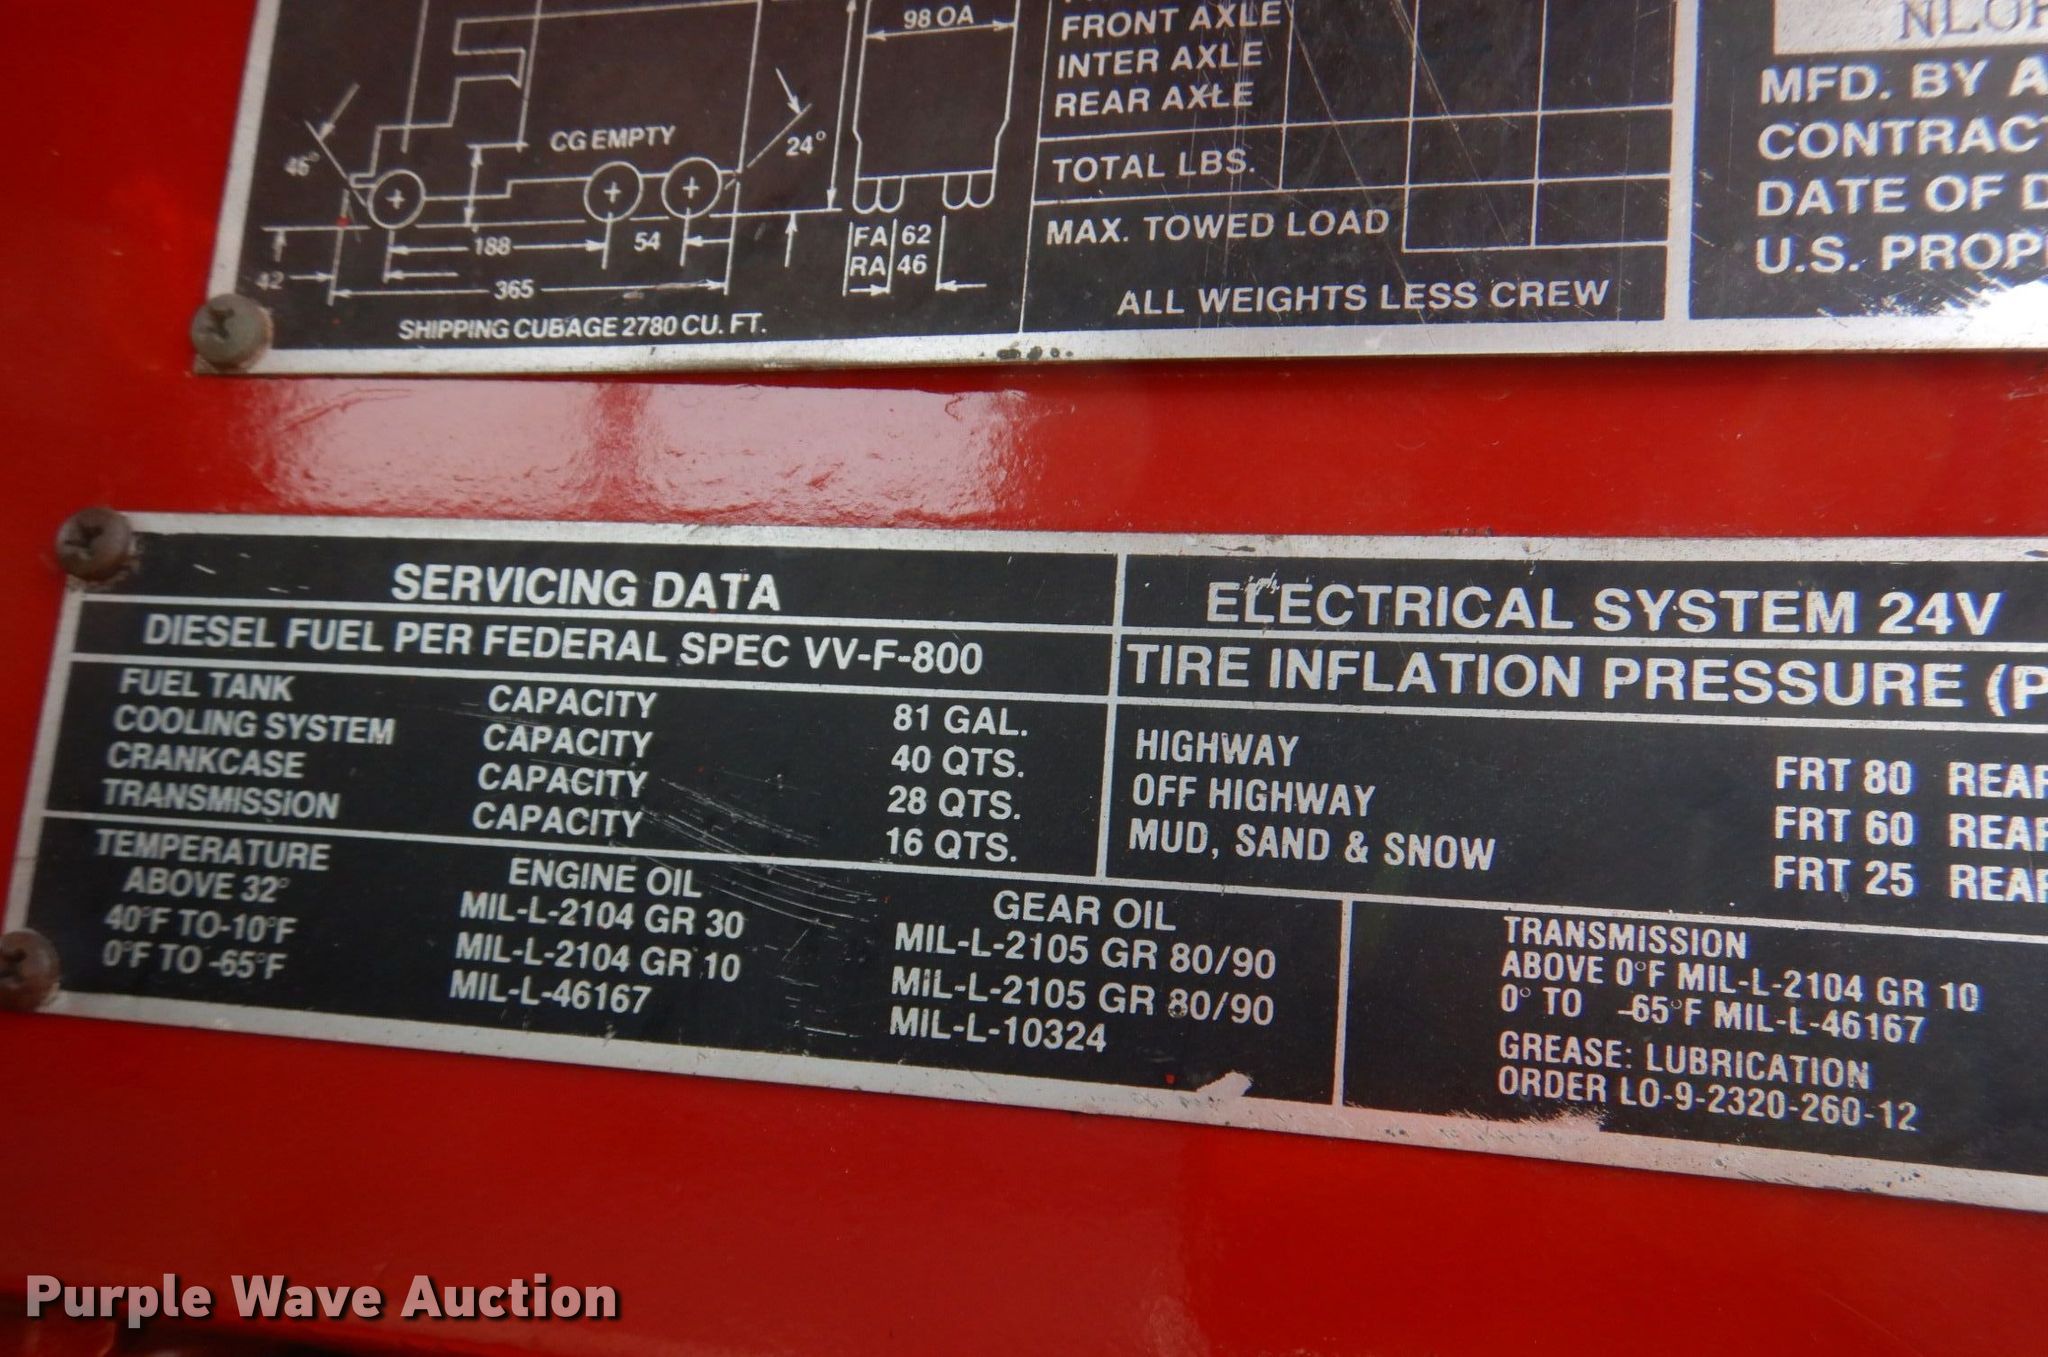 98 OA
FRONT AXLE
INTER AXLE
REAR AXLE
TOTAL LBS.
MAX. TOWED LOAD
ALL WEIGHTS LESS CREW
CG EMPTY
46°
24°
188
54
42
365
FA 62
RA 46
SHIPPING CUBAGE 2780 CU. FT.
MFD. BY A
CONTRAC
DATE OF D
U.S. PROP
SERVICING DATA
DIESEL FUEL PER FEDERAL SPEC VV-F-800
FUEL TANK CAPACITY 81 GAL.
COOLING SYSTEM CAPACITY 40 QTS.
CRANKCASE CAPACITY 28 QTS.
TRANSMISSION CAPACITY 16 QTS.
TEMPERATURE ENGINE OIL GEAR OIL
ABOVE 32° MIL-L-2104 GR 30 MIL-L-2105 GR 80/90
40°F TO-10°F MIL-L-2104 GR 10 MIL-L-2105 GR 80/90
0°F TO -65°F MIL-L-46167 MIL-L-10324
ELECTRICAL SYSTEM 24V
TIRE INFLATION PRESSURE (P
HIGHWAY FRT 80 REAR
OFF HIGHWAY FRT 60 REAR
MUD, SAND & SNOW FRT 25 REAR
TRANSMISSION
ABOVE 0°F MIL-L-2104 GR 10
0° TO -65°F MIL-L-46167
GREASE: LUBRICATION
ORDER LO-9-2320-260-12
Purple Wave Auction